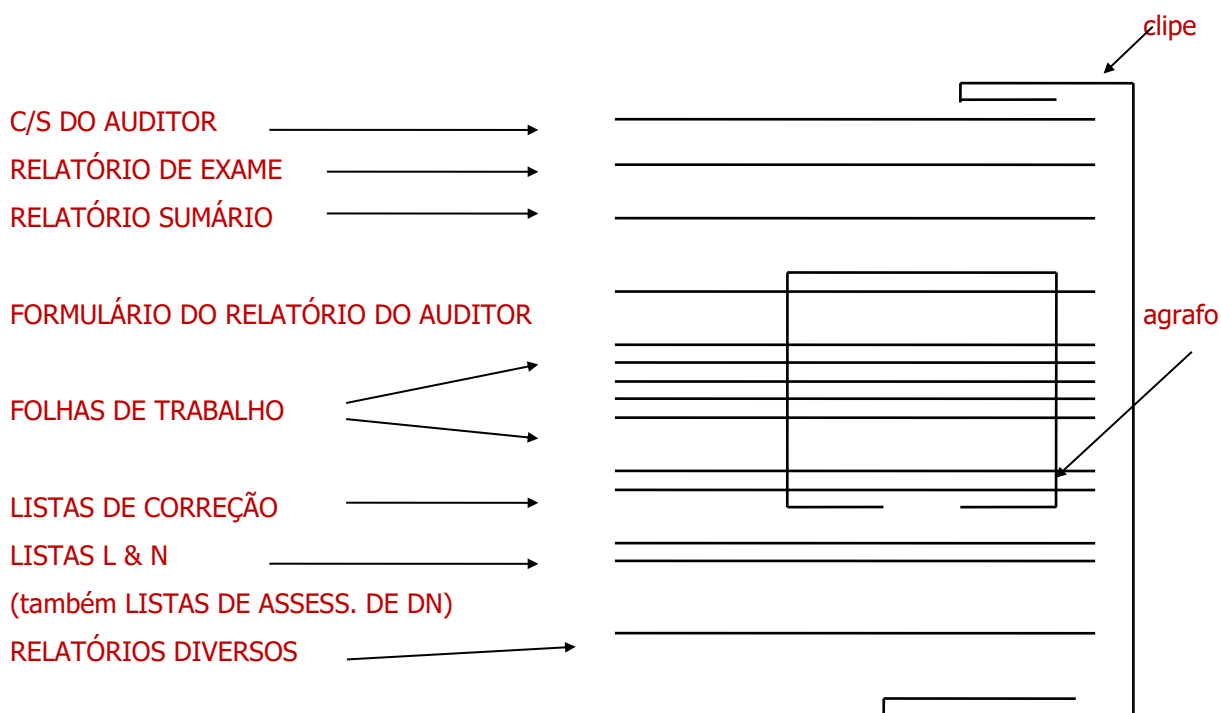 clipe
C/S DO AUDITOR
RELATÓRIO DE EXAME
RELATÓRIO SUMÁRIO
FORMULÁRIO DO RELATÓRIO DO AUDITOR
agrafo
FOLHAS DE TRABALHO
LISTAS DE CORREÇÃO
LISTAS L & N
(também LISTAS DE ASSESS. DE DN)
RELATÓRIOS DIVERSOS